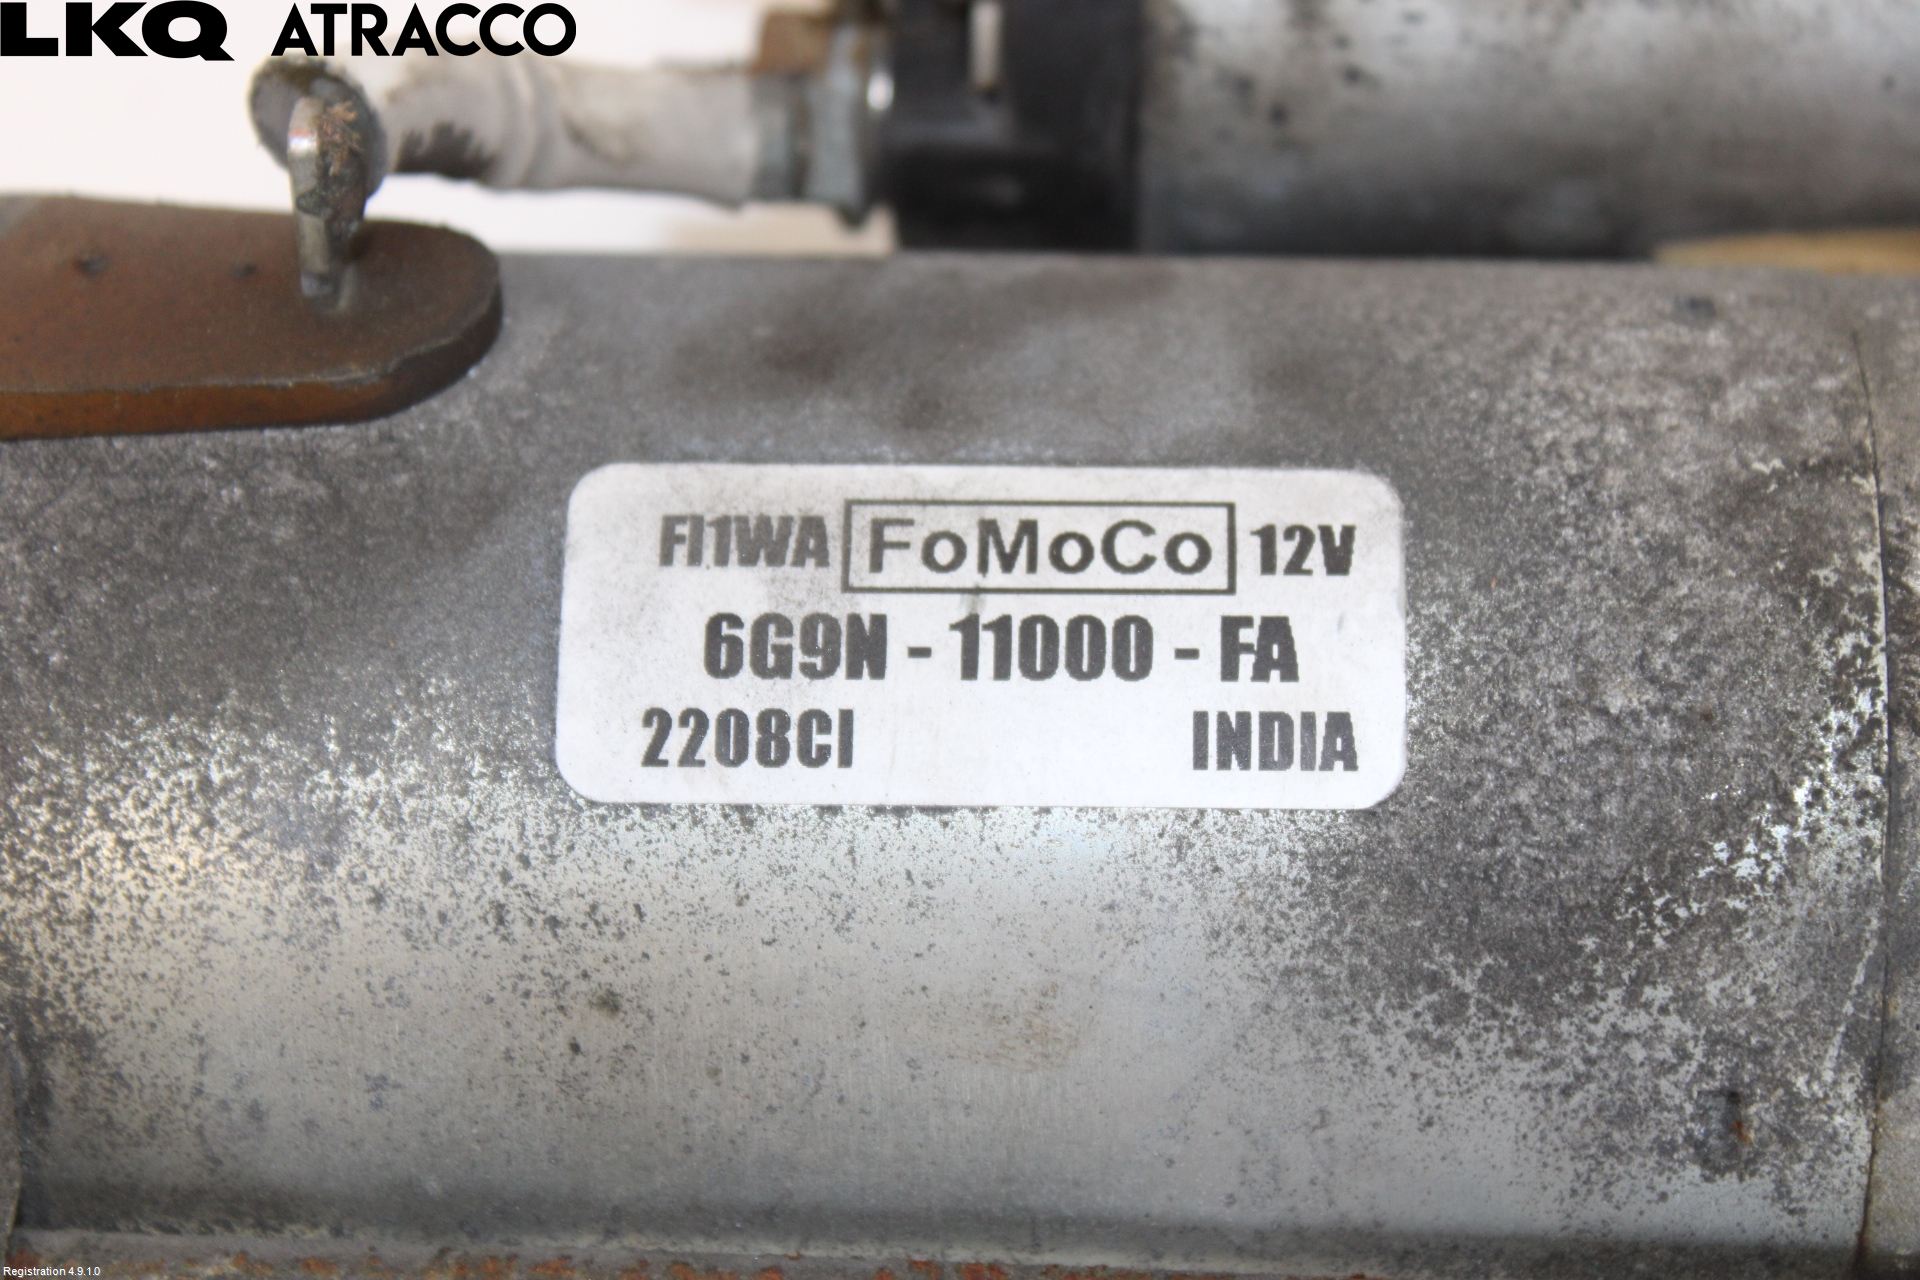 LKQ ATRACCO
FI1WA FoMoCo 12V
6G9N - 11000 - FA
2208CI INDIA
Registration 4.9.1.0